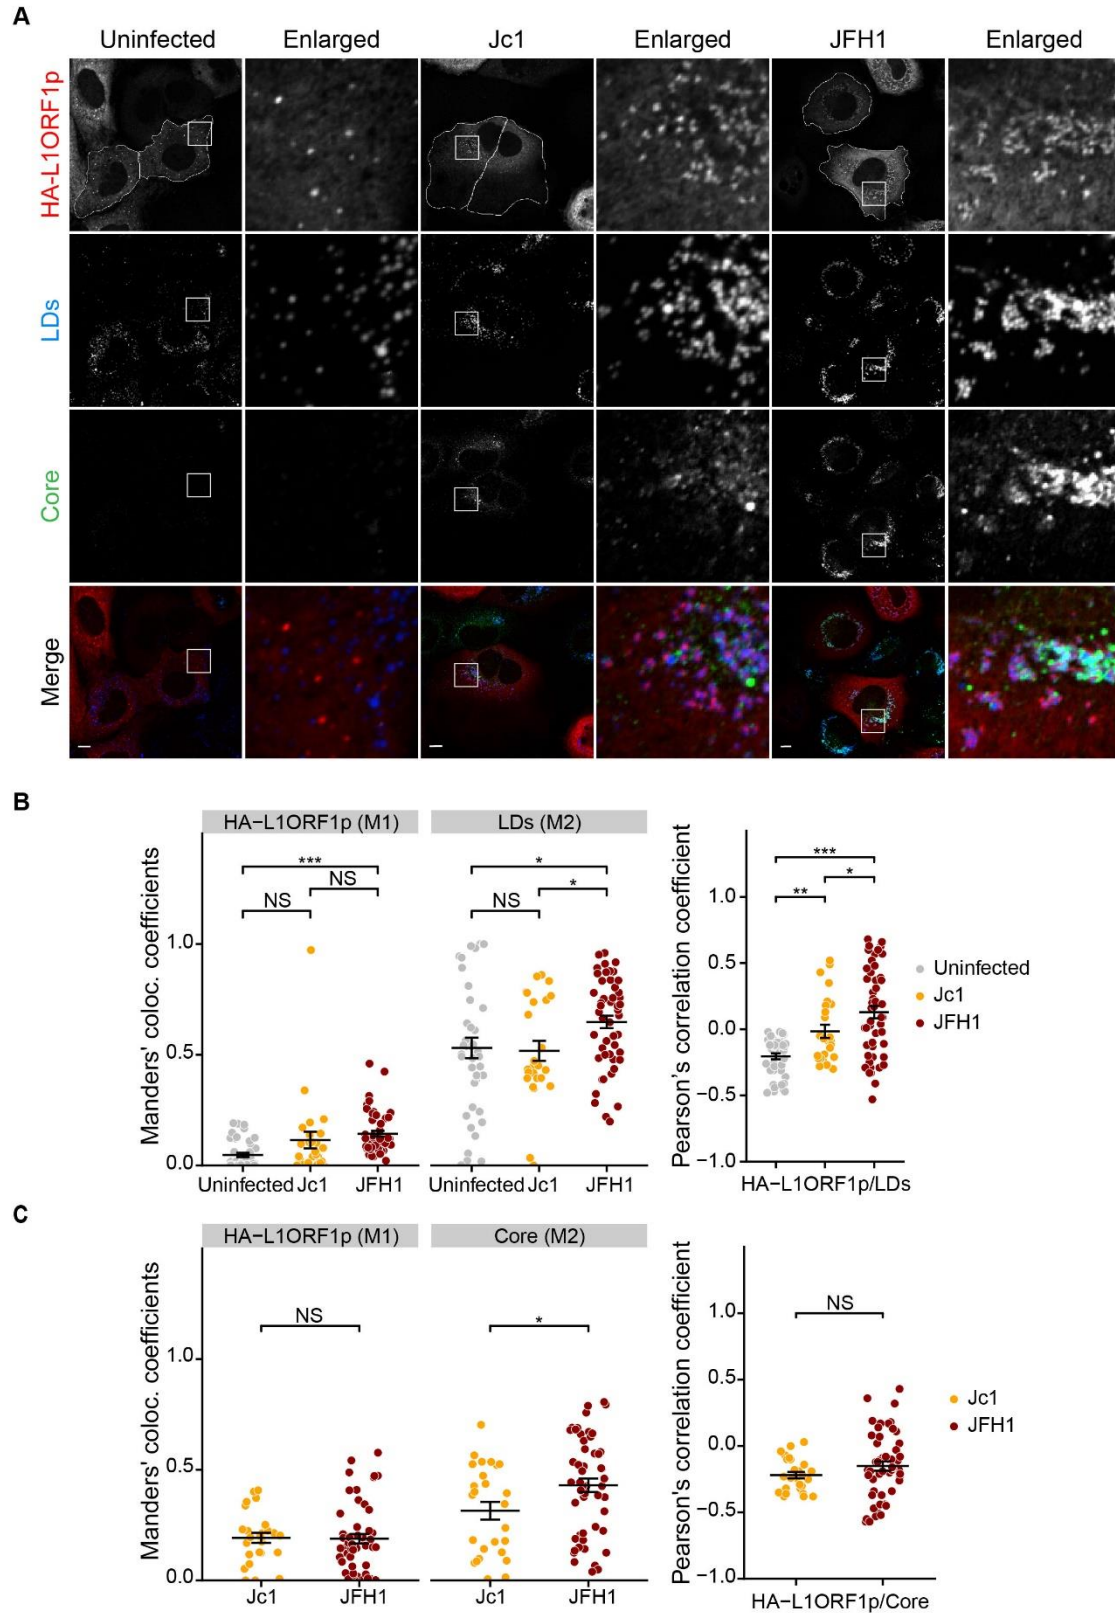 A
Uninfected Enlarged Jc1 Enlarged JFH1 Enlarged
HA-L1ORF1p
LDs
Core
Merge
B
HA−L1ORF1p (M1) LDs (M2)
Manders' coloc. coefficients
1.0
0.5
0.0
***
NS
NS
*
*
NS
Uninfected Jc1 JFH1 Uninfected Jc1 JFH1
Pearson's correlation coefficient
1.0
0.5
0.0
−0.5
−1.0
***
*
**
HA−L1ORF1p/LDs
Uninfected
Jc1
JFH1
C
HA−L1ORF1p (M1) Core (M2)
Manders' coloc. coefficients
1.0
0.5
0.0
NS
*
Jc1 JFH1 Jc1 JFH1
Pearson's correlation coefficient
1.0
0.5
−0.0
−0.5
−1.0
NS
HA−L1ORF1p/Core
Jc1
JFH1